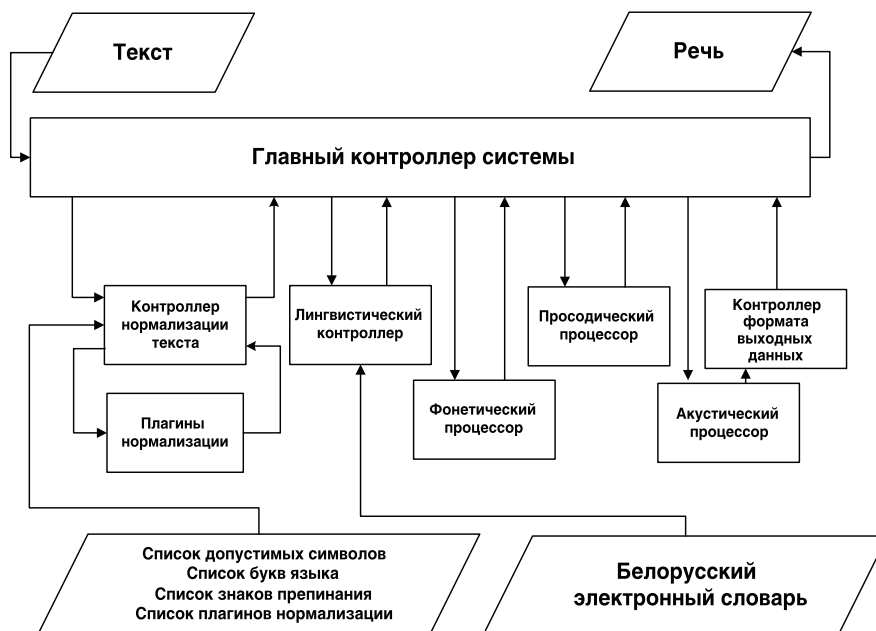 Текст
Речь
Главный контроллер системы
Контроллер
нормализации
текста
Лингвистический
контроллер
Просодический
процессор
Контроллер
формата
выходных
данных
Плагины
нормализации
Фонетический
процессор
Акустический
процессор
Список допустимых символов
Список букв языка
Список знаков препинания
Список плагинов нормализации
Белорусский
электронный словарь